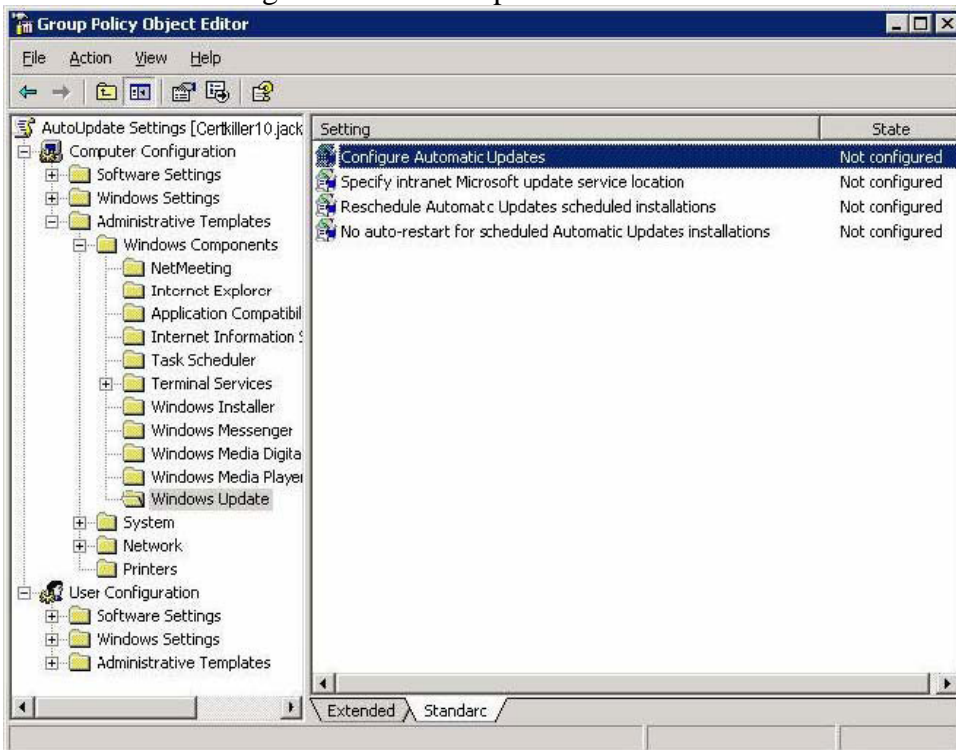 Group Policy Object Editor
File Action View Help
AutoUpdate Settings [Certkiller10.jack
Computer Configuration
Software Settings
Windows Settings
Administrative Templates
Windows Components
NetMeeting
Internet Explorer
Application Compatibil
Internet Information S
Task Scheduler
Terminal Services
Windows Installer
Windows Messenger
Windows Media Digita
Windows Media Player
Windows Update
System
Network
Printers
User Configuration
Software Settings
Windows Settings
Administrative Templates
Setting State
Configure Automatic Updates Not configured
Specify intranet Microsoft update service location Not configured
Reschedule Automatc Updates scheduled installations Not configured
No auto-restart for scheduled Automatic Updates installations Not configured
Extended Standarc